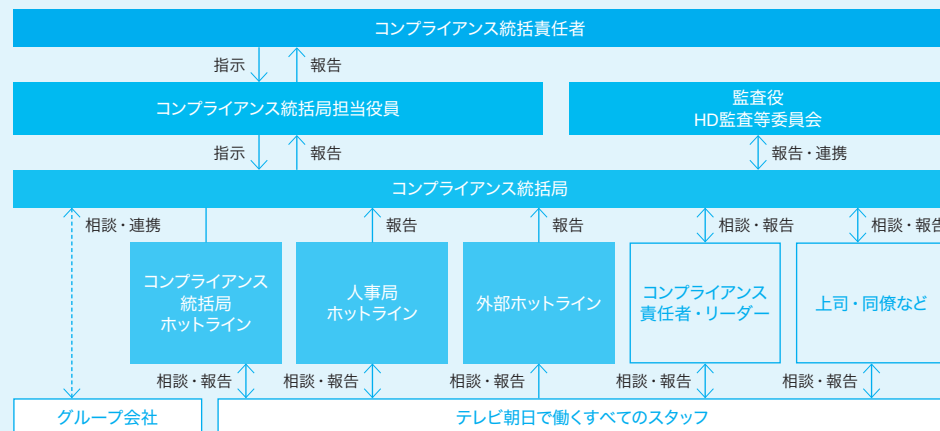 コンプライアンス統括責任者
指示
報告
コンプライアンス統括局担当役員
監査役
HD監査等委員会
指示
報告
報告・連携
コンプライアンス統括局
相談・連携
報告
報告
相談・報告
相談・報告
コンプライアンス
統括局
ホットライン
人事局
ホットライン
外部ホットライン
コンプライアンス
責任者・リーダー
上司・同僚など
相談・報告
相談・報告
相談・報告
相談・報告
相談・報告
グループ会社
テレビ朝日で働くすべてのスタッフ